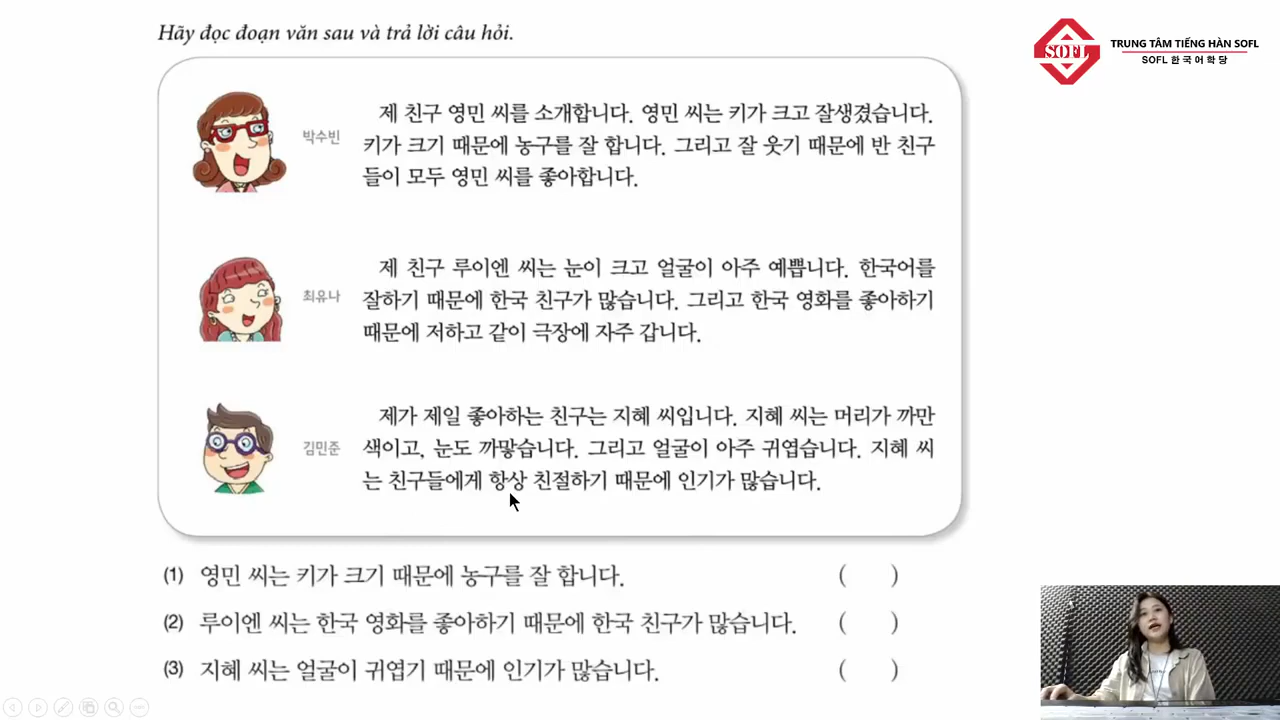 Hãy đọc đoạn văn sau và trả lời câu hỏi.
SOFL
TRUNG TÂM TIẾNG HÀN SOFL
SOFL 한국어학당
박수빈
제 친구 영민 씨를 소개합니다. 영민 씨는 키가 크고 잘생겼습니다.
키가 크기 때문에 농구를 잘 합니다. 그리고 잘 웃기 때문에 반 친구
들이 모두 영민 씨를 좋아합니다.
최유나
제 친구 루이엔 씨는 눈이 크고 얼굴이 아주 예쁩니다. 한국어를
잘하기 때문에 한국 친구가 많습니다. 그리고 한국 영화를 좋아하기
때문에 저하고 같이 극장에 자주 갑니다.
김민준
제가 제일 좋아하는 친구는 지혜 씨입니다. 지혜 씨는 머리가 까만
색이고, 눈도 까맣습니다. 그리고 얼굴이 아주 귀엽습니다. 지혜 씨
는 친구들에게 항상 친절하기 때문에 인기가 많습니다.
(1) 영민 씨는 키가 크기 때문에 농구를 잘 합니다. ( )
(2) 루이엔 씨는 한국 영화를 좋아하기 때문에 한국 친구가 많습니다. ( )
(3) 지혜 씨는 얼굴이 귀엽기 때문에 인기가 많습니다. ( )